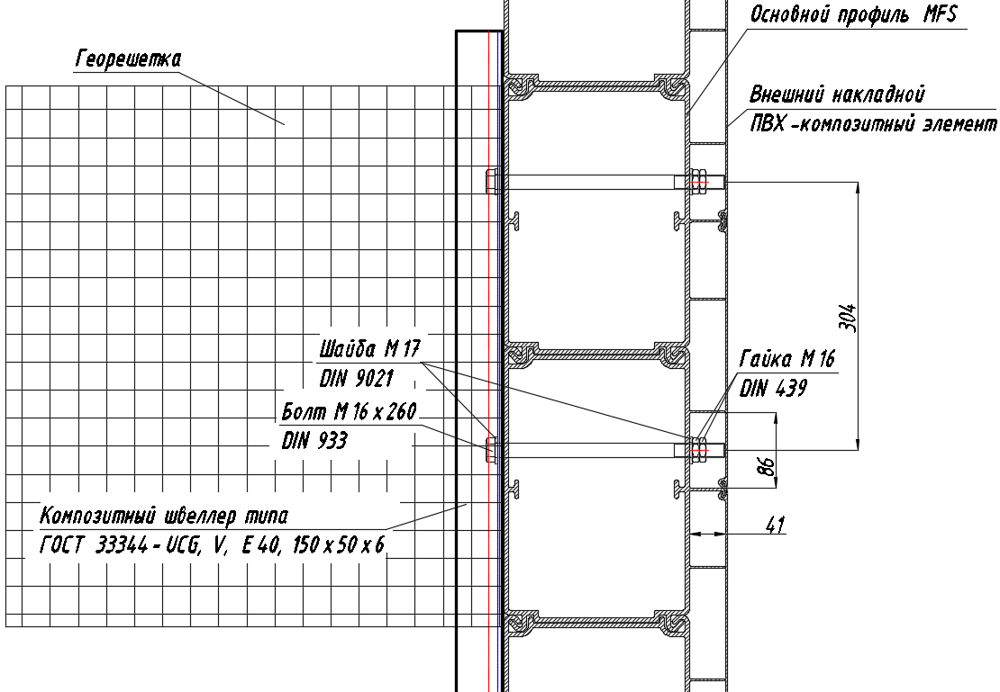 Основной профиль MFS
Георешетка
Внешний накладной
ПВХ-композитный элемент
304
Шайба М 17
DIN 9021
Гайка М 16
DIN 439
Болт М 16 х 260
DIN 933
86
Композитный швеллер типа
ГОСТ 33344 - UCG, V, E 40, 150 х 50 х 6
41